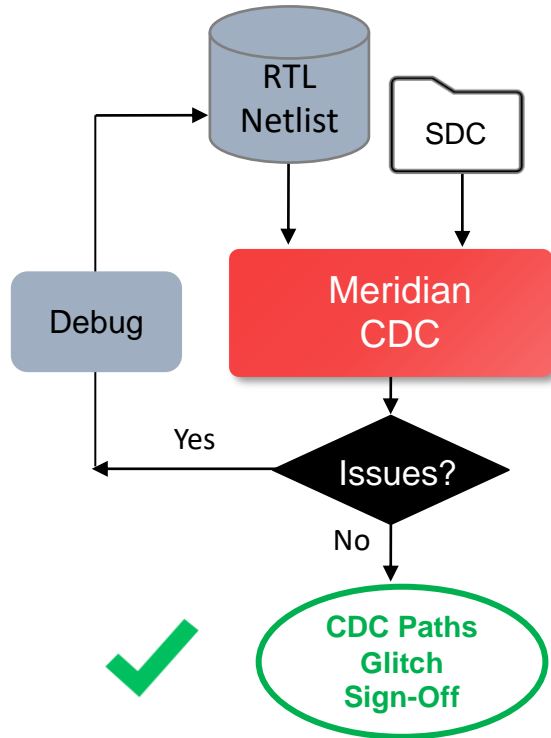 RTL
Netlist
SDC
Meridian
CDC
Debug
Yes
Issues?
No
CDC Paths
Glitch
Sign-Off